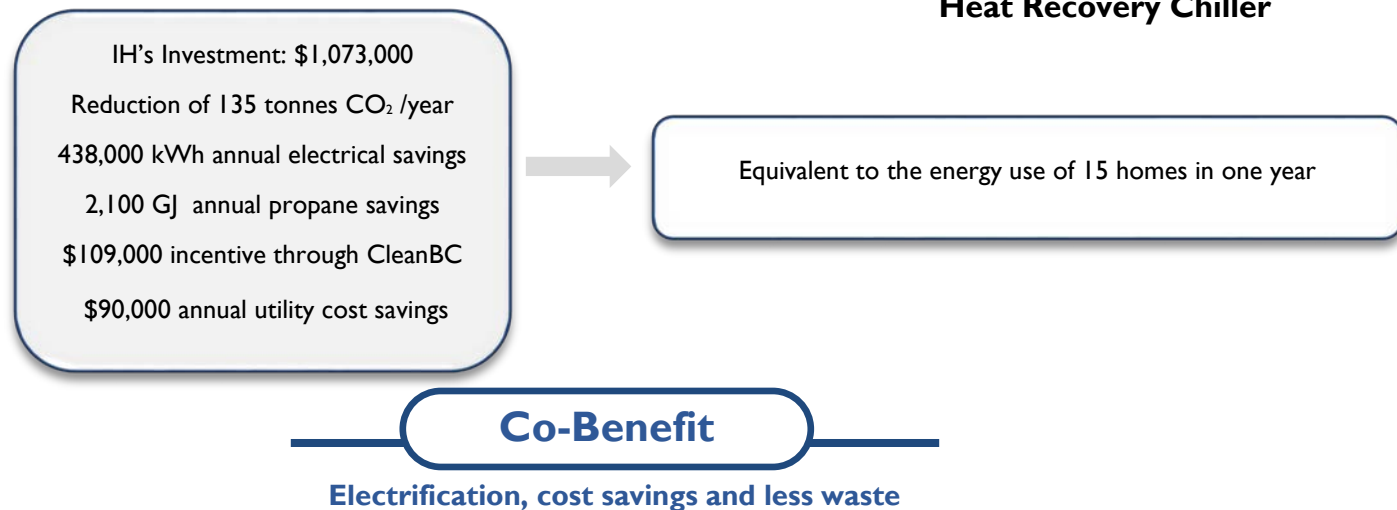 Heat Recovery Chiller
IH's Investment: $1,073,000
Reduction of 135 tonnes CO₂ /year
438,000 kWh annual electrical savings
2,100 GJ annual propane savings
$109,000 incentive through CleanBC
$90,000 annual utility cost savings
Equivalent to the energy use of 15 homes in one year
Co-Benefit
Electrification, cost savings and less waste